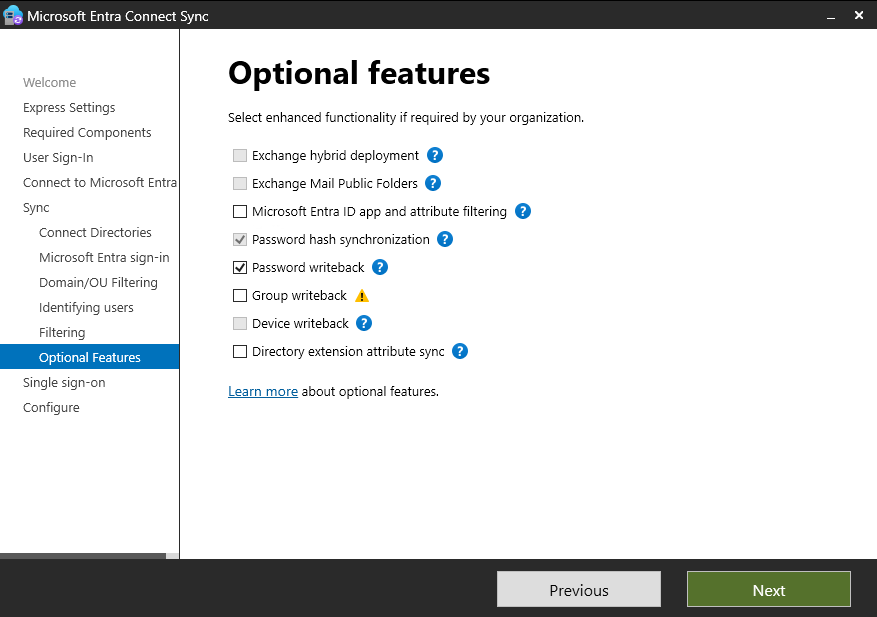 Microsoft Entra Connect Sync
Welcome
Express Settings
Required Components
User Sign-In
Connect to Microsoft Entra
Sync
Connect Directories
Microsoft Entra sign-in
Domain/OU Filtering
Identifying users
Filtering
Optional Features
Single sign-on
Configure
Optional features
Select enhanced functionality if required by your organization.
Exchange hybrid deployment ?
Exchange Mail Public Folders ?
Microsoft Entra ID app and attribute filtering ?
Password hash synchronization ?
Password writeback ?
Group writeback
Device writeback ?
Directory extension attribute sync ?
Learn more about optional features.
Previous
Next